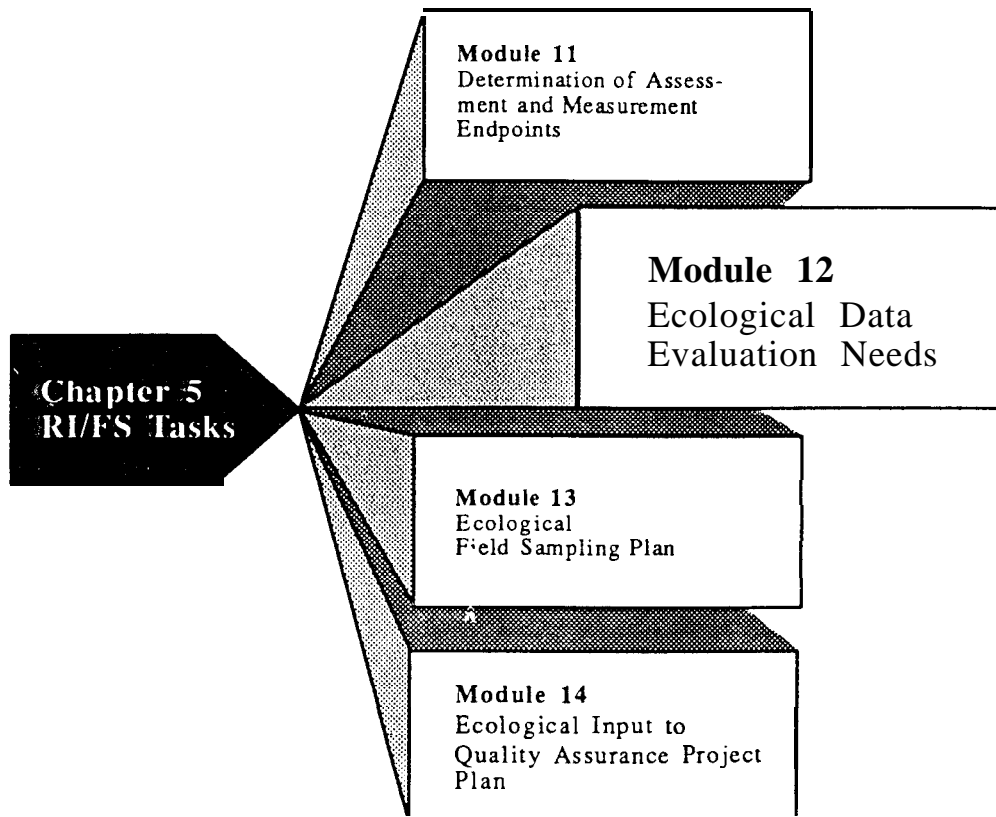 Module 11
Determination of Assess-
ment and Measurement
Endpoints
Module 12
Ecological Data
Evaluation Needs
Chapter 5
RI/FS Tasks
Module 13
Ecological
Field Sampling Plan
Module 14
Ecological Input to
Quality Assurance Project
Plan